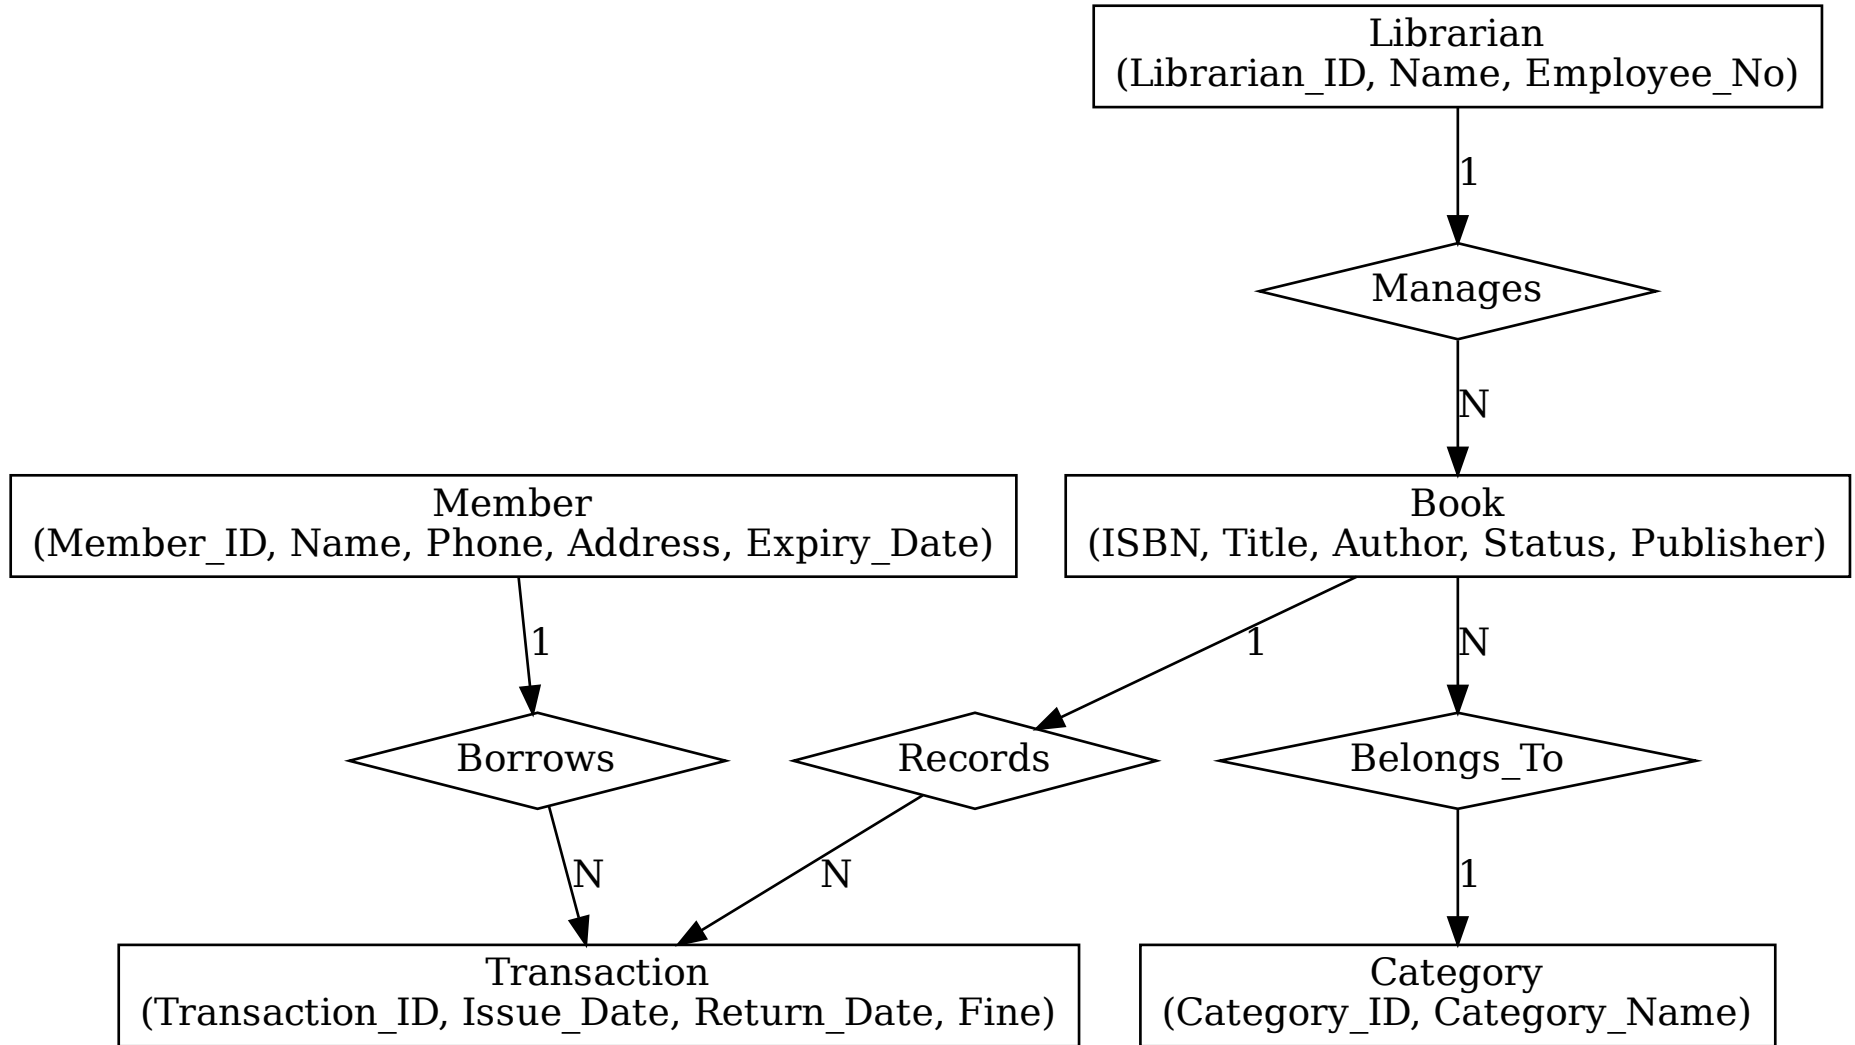 Librarian
(Librarian_ID, Name, Employee_No)
1
Manages
N
Member
(Member_ID, Name, Phone, Address, Expiry_Date)
Book
(ISBN, Title, Author, Status, Publisher)
1
1
N
Borrows
Records
Belongs_To
N
N
1
Transaction
(Transaction_ID, Issue_Date, Return_Date, Fine)
Category
(Category_ID, Category_Name)